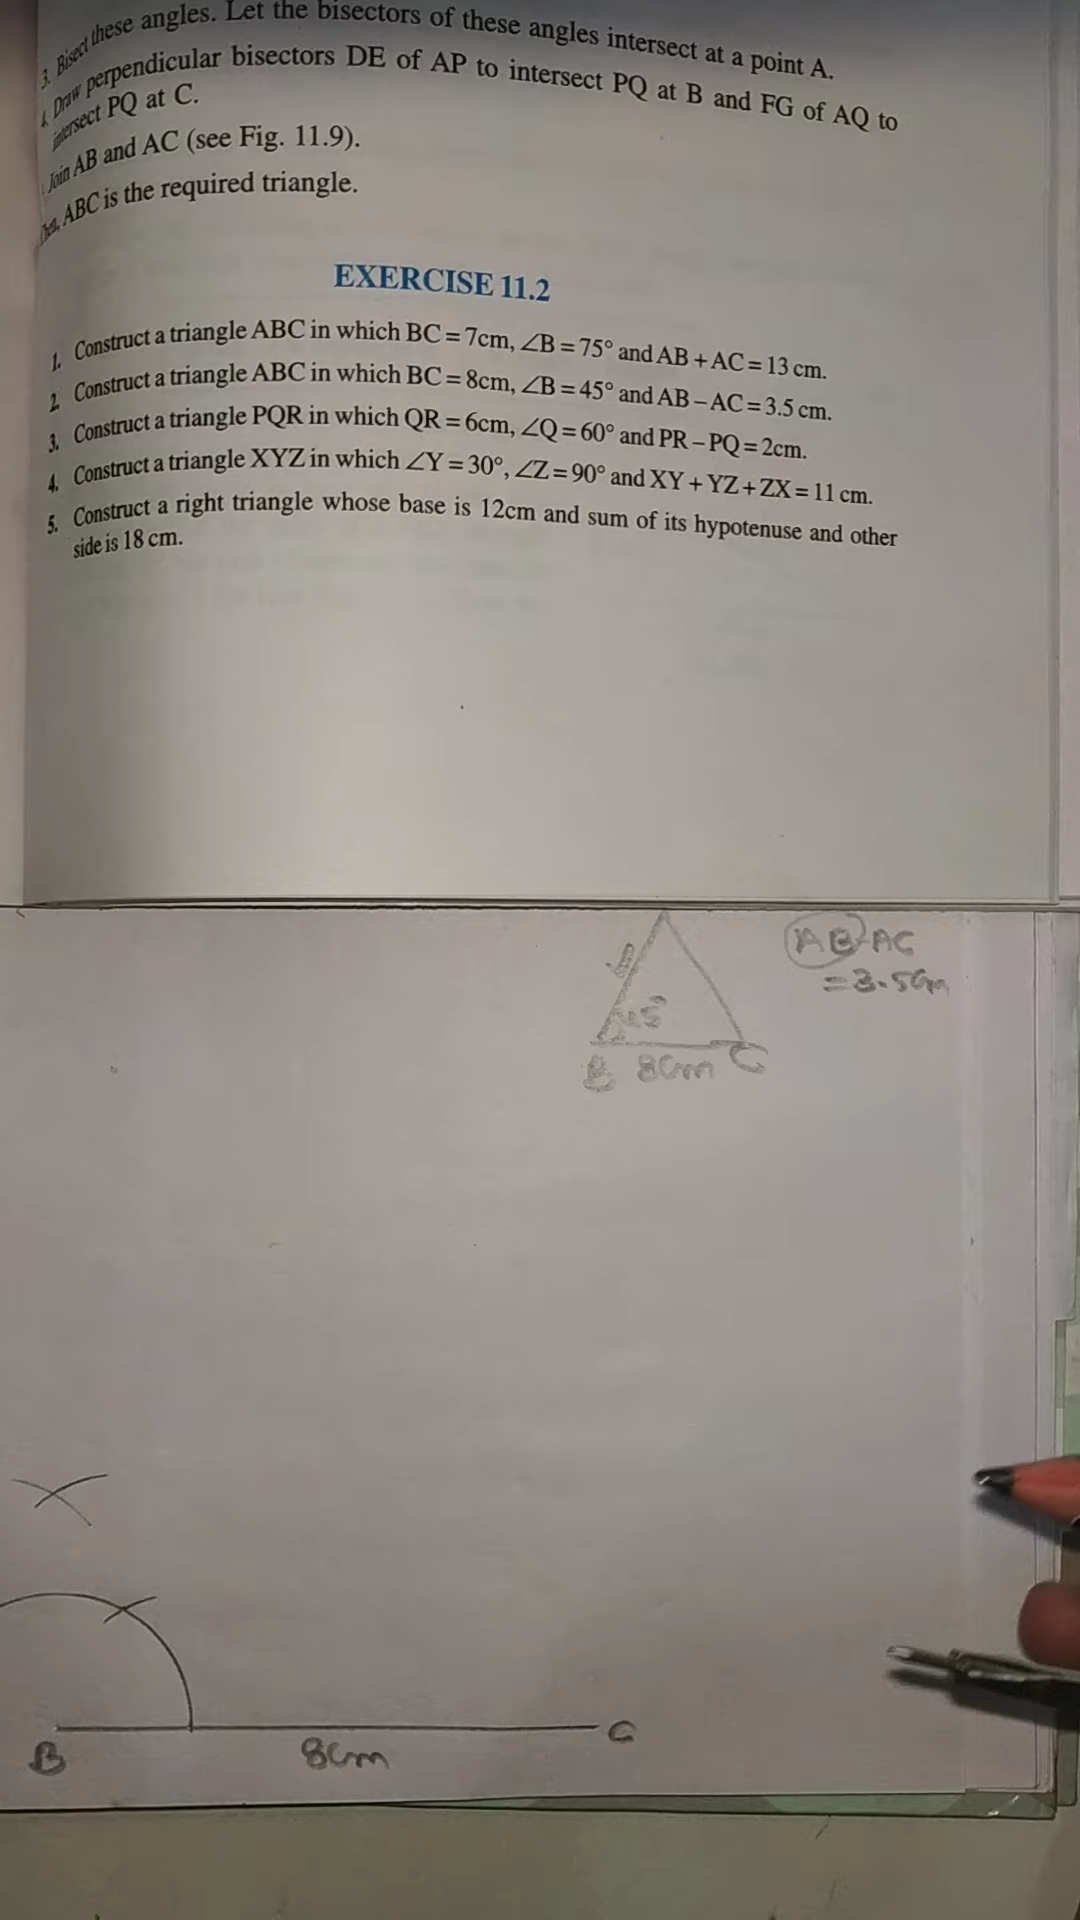 3. Bisect these angles. Let the bisectors of these angles intersect at a point A.
4. Draw perpendicular bisectors DE of AP to intersect PQ at B and FG of AQ to
intersect PQ at C.
Join AB and AC (see Fig. 11.9).
Then, ABC is the required triangle.
EXERCISE 11.2
1. Construct a triangle ABC in which BC = 7cm, ∠B = 75° and AB + AC = 13 cm.
2. Construct a triangle ABC in which BC = 8cm, ∠B = 45° and AB – AC = 3.5 cm.
3. Construct a triangle PQR in which QR = 6cm, ∠Q = 60° and PR – PQ = 2cm.
4. Construct a triangle XYZ in which ∠Y = 30°, ∠Z = 90° and XY + YZ + ZX = 11 cm.
5. Construct a right triangle whose base is 12cm and sum of its hypotenuse and other
side is 18 cm.
AB-AC
=3.5cm
45°
B 8cm C
B 8cm C